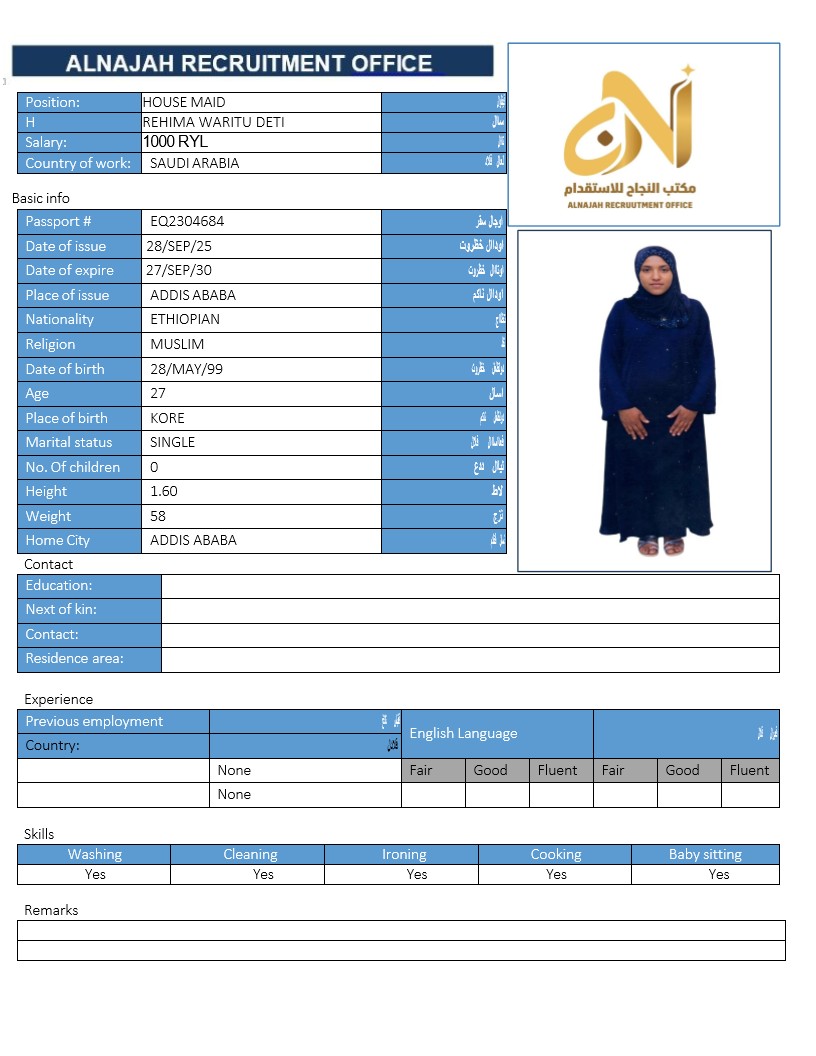 ALNAJAH RECRUITMENT OFFICE
مكتب النجاح للاستقدام
ALNAJAH RECRUUTMENT OFFICE
Position: HOUSE MAID
H REHIMA WARITU DETI
Salary: 1000 RYL
Country of work: SAUDI ARABIA
Basic info
Passport # EQ2304684
Date of issue 28/SEP/25
Date of expire 27/SEP/30
Place of issue ADDIS ABABA
Nationality ETHIOPIAN
Religion MUSLIM
Date of birth 28/MAY/99
Age 27
Place of birth KORE
Marital status SINGLE
No. Of children 0
Height 1.60
Weight 58
Home City ADDIS ABABA
Contact
Education:
Next of kin:
Contact:
Residence area:
Experience
Previous employment
English Language
Country:
None Fair Good Fluent Fair Good Fluent
None
Skills
Washing Cleaning Ironing Cooking Baby sitting
Yes Yes Yes Yes Yes
Remarks